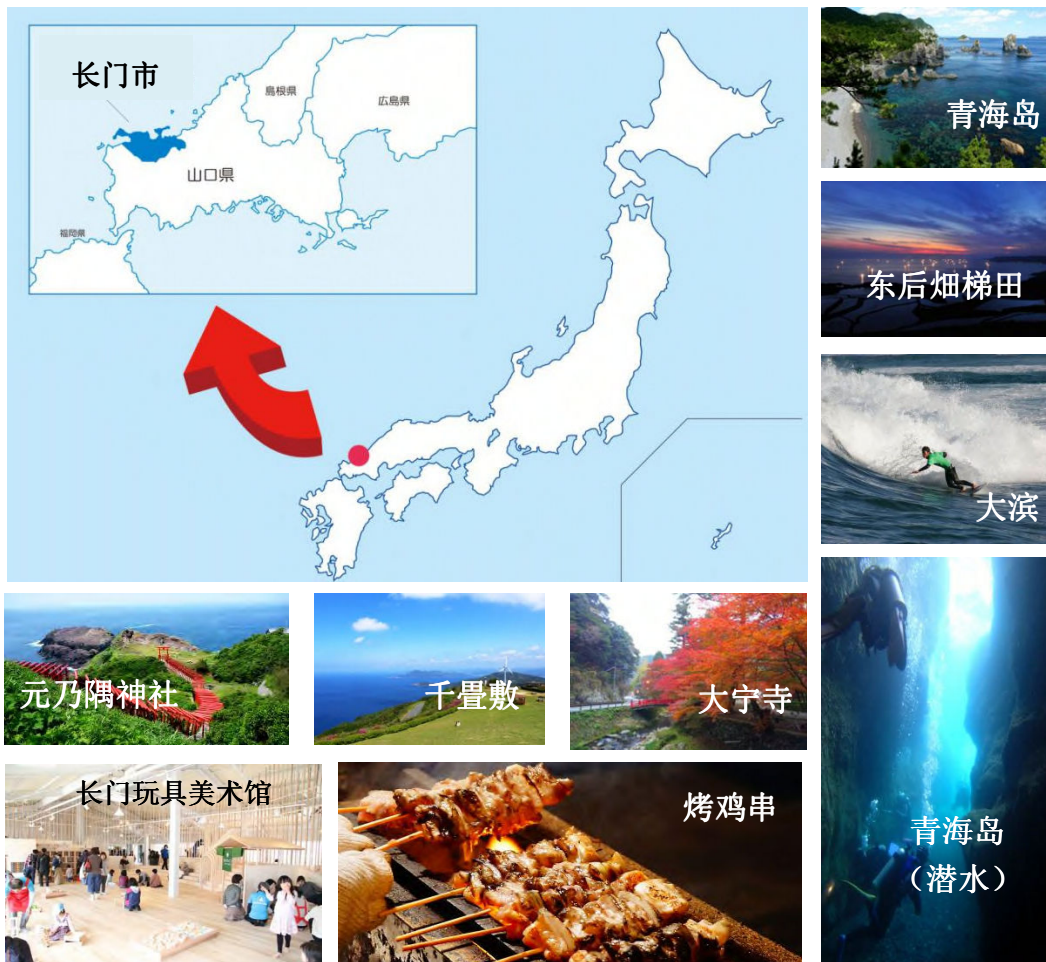 长门市
島根県
広島県
山口県
福岡県
青海岛
东后畑梯田
大滨
元乃隅神社
千畳敷
大宁寺
长门玩具美术馆
烤鸡串
青海岛
（潜水）